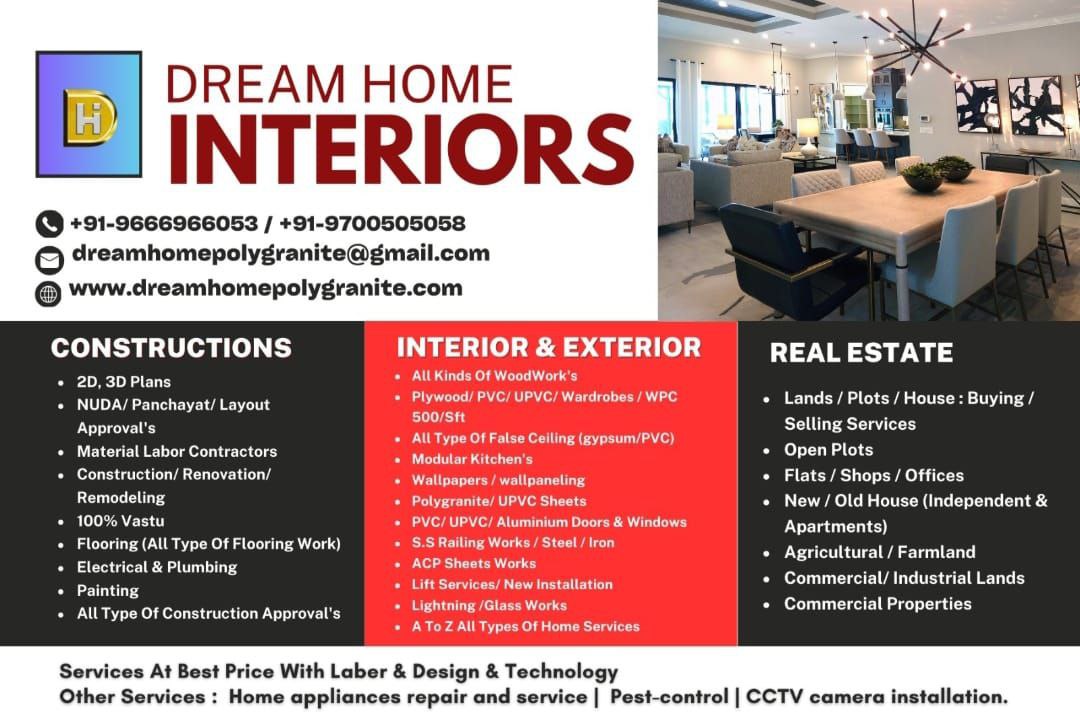 DHi
DREAM HOME
INTERIORS
+91-9666966053 / +91-9700505058
dreamhomepolygranite@gmail.com
www.dreamhomepolygranite.com
CONSTRUCTIONS
• 2D, 3D Plans
• NUDA/ Panchayat/ Layout
Approval's
• Material Labor Contractors
• Construction/ Renovation/
Remodeling
• 100% Vastu
• Flooring (All Type Of Flooring Work)
• Electrical & Plumbing
• Painting
• All Type Of Construction Approval's
INTERIOR & EXTERIOR
• All Kinds Of WoodWork's
• Plywood/ PVC/ UPVC/ Wardrobes / WPC
500/Sft
• All Type Of False Ceiling (gypsum/PVC)
• Modular Kitchen's
• Wallpapers / wallpaneling
• Polygranite/ UPVC Sheets
• PVC/ UPVC/ Aluminium Doors & Windows
• S.S Railing Works / Steel / Iron
• ACP Sheets Works
• Lift Services/ New Installation
• Lightning /Glass Works
• A To Z All Types Of Home Services
REAL ESTATE
• Lands / Plots / House : Buying /
Selling Services
• Open Plots
• Flats / Shops / Offices
• New / Old House (Independent &
Apartments)
• Agricultural / Farmland
• Commercial/ Industrial Lands
• Commercial Properties
Services At Best Price With Laber & Design & Technology
Other Services : Home appliances repair and service | Pest-control | CCTV camera installation.